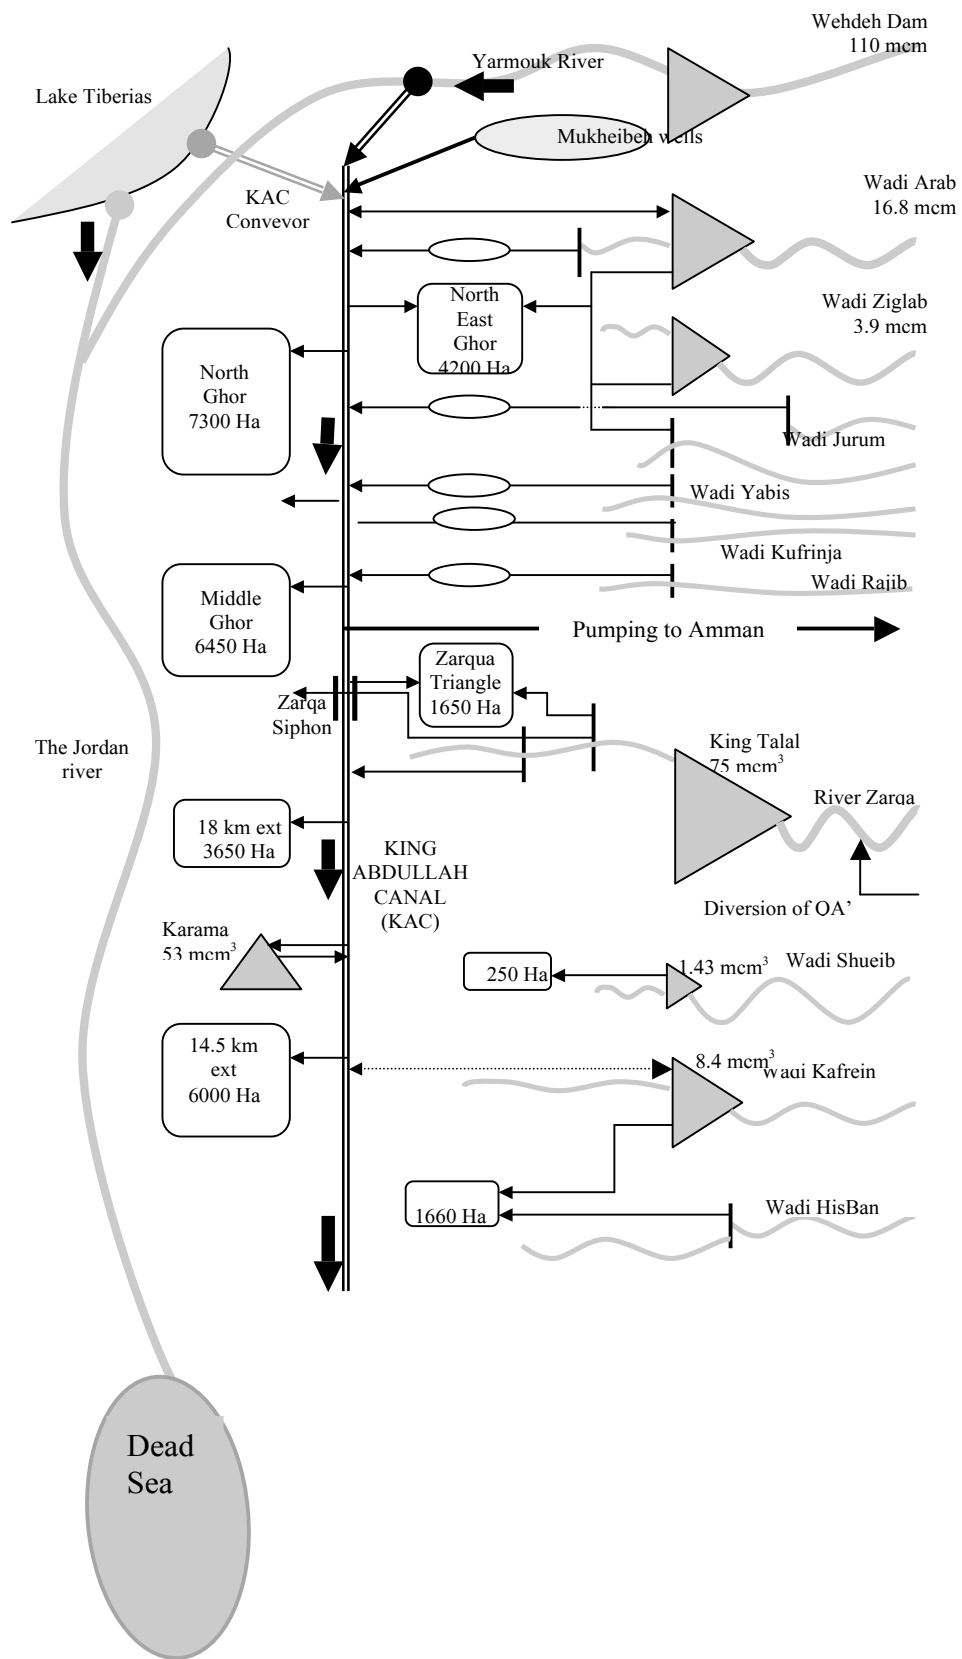 Wehdeh Dam
110 mcm
Yarmouk River
Lake Tiberias
Mukheibeh wells
KAC
Conveyor
Wadi Arab
16.8 mcm
North
East
Ghor
4200 Ha
Wadi Ziglab
3.9 mcm
North
Ghor
7300 Ha
Wadi Jurum
Wadi Yabis
Wadi Kufrinja
Wadi Rajib
Middle
Ghor
6450 Ha
Pumping to Amman
Zarqua
Triangle
1650 Ha
Zarqa
Siphon
The Jordan
river
King Talal
75 mcm³
River Zarqa
18 km ext
3650 Ha
KING
ABDULLAH
CANAL
(KAC)
Diversion of QA'
Karama
53 mcm³
250 Ha
1.43 mcm³
Wadi Shueib
14.5 km
ext
6000 Ha
8.4 mcm³
Wadi Kafrein
1660 Ha
Wadi HisBan
Dead
Sea